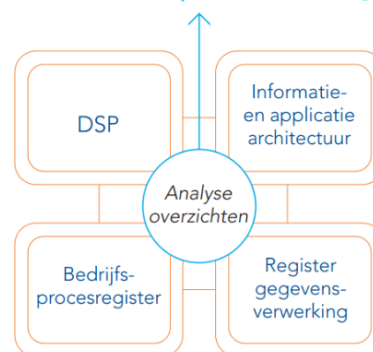 DSP
Informatie-
en applicatie
architectuur
Analyse
overzichten
Bedrijfs-
procesregister
Register
gegevens-
verwerking